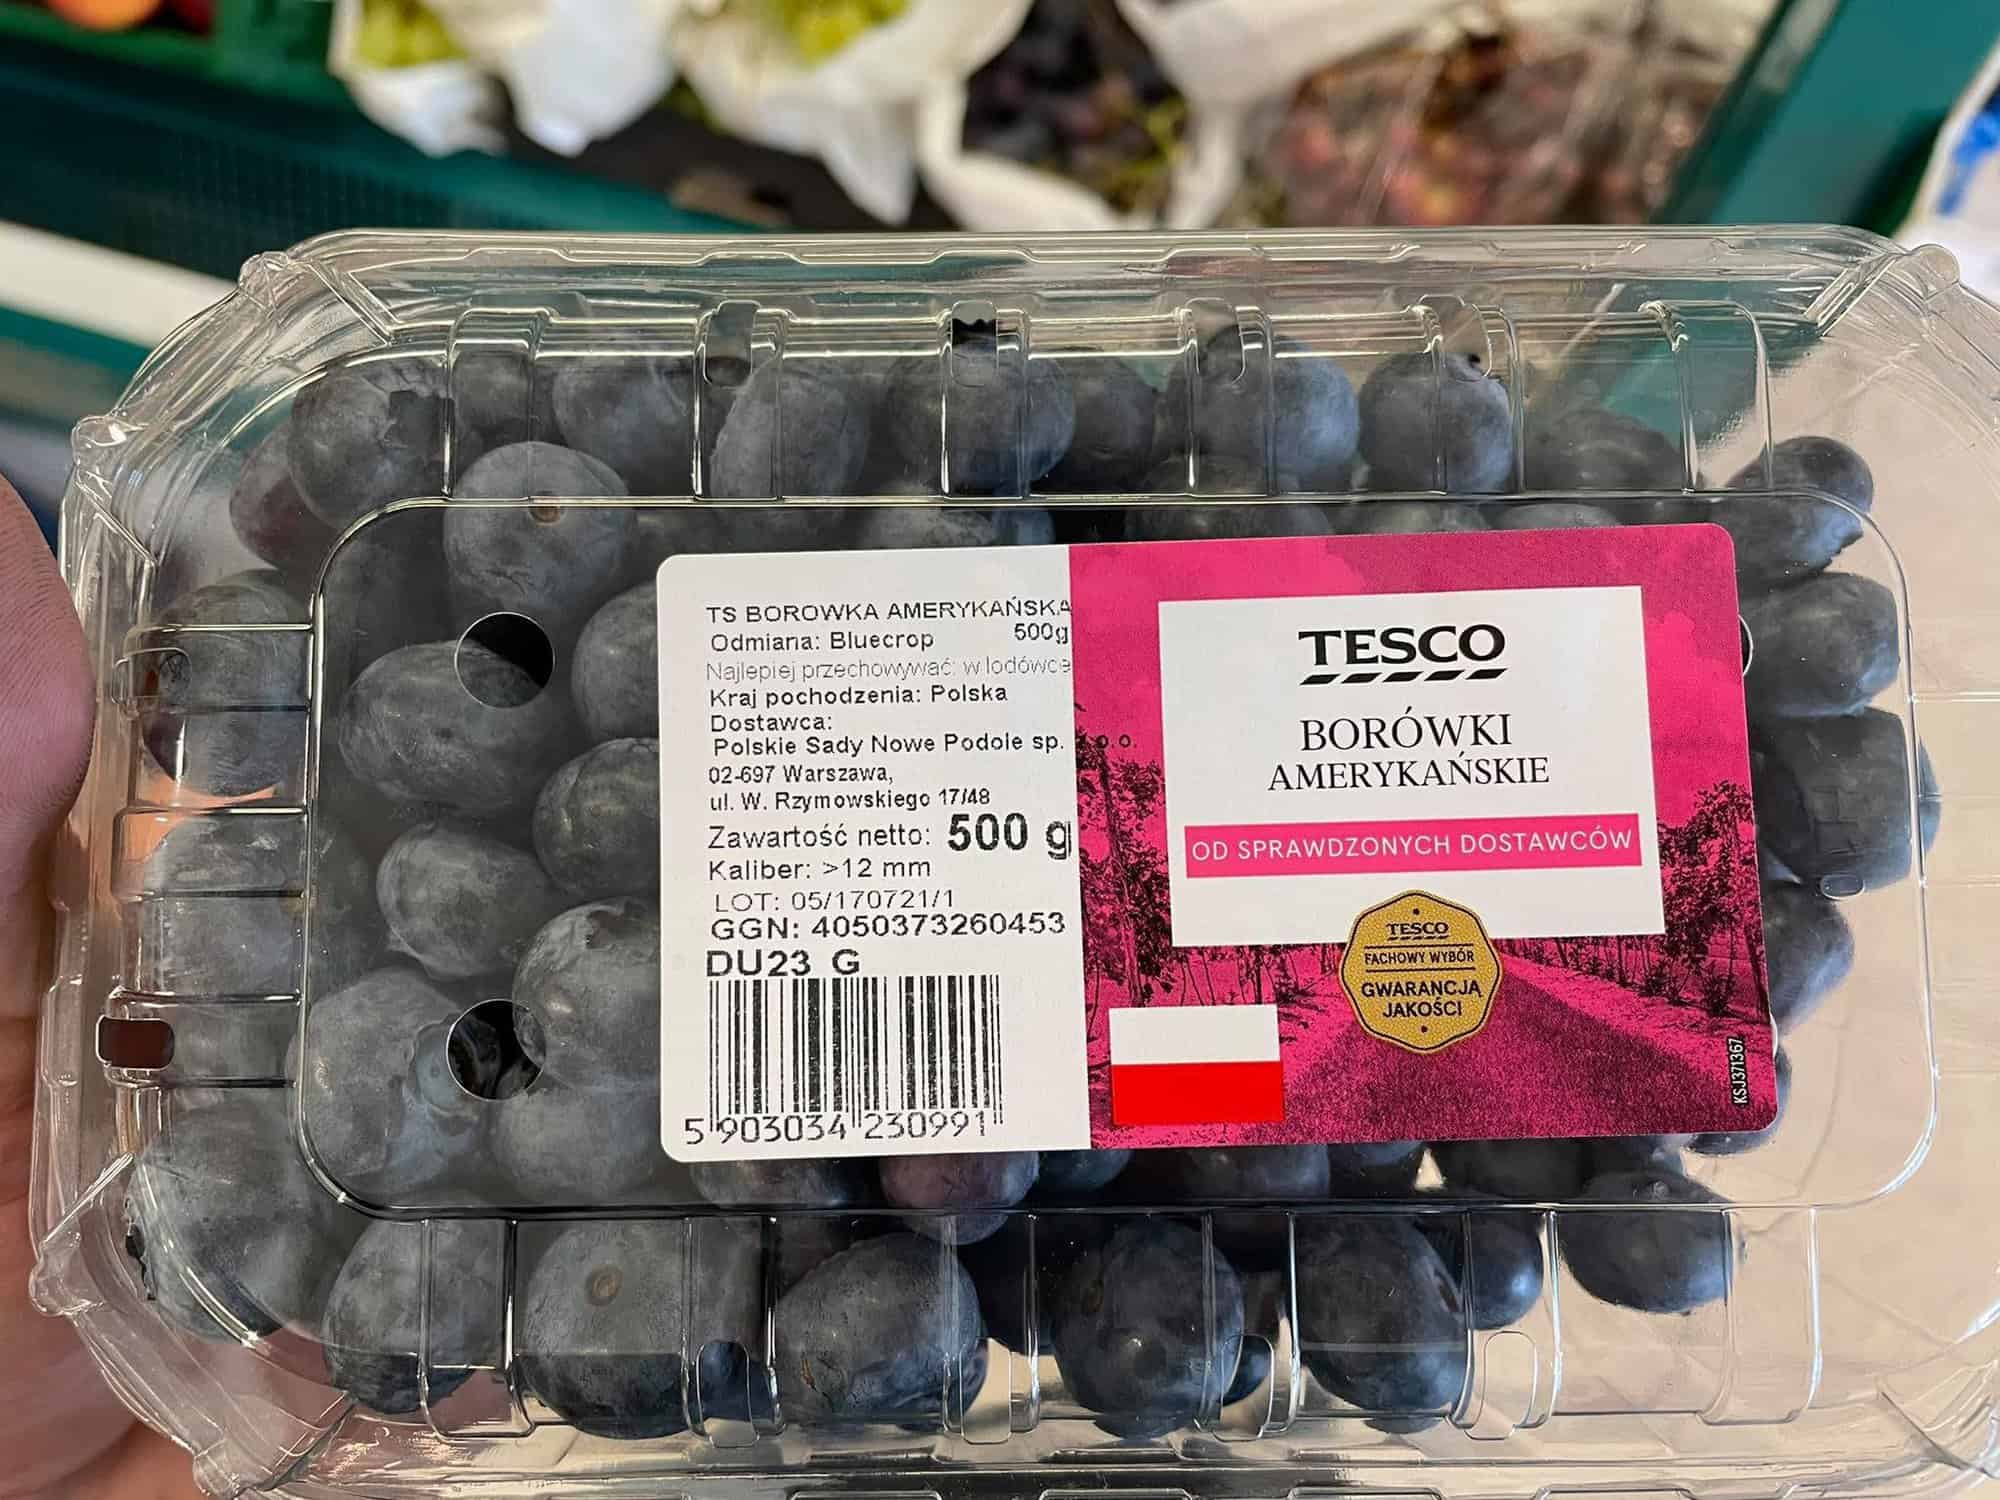 TS BOROWKA AMERYKAŃSKA
500g
Odmiana: Bluecrop
Najlepiej przechowywać: w lodówce
Kraj pochodzenia: Polska
Dostawca:
Polskie Sady Nowe Podole sp. z o.o.
02-697 Warszawa,
ul. W. Rzymowskiego 17/48
Zawartość netto: 500 g
Kaliber: >12 mm
LOT: 05/170721/1
GGN: 4050373260453
DU23 G
5 903034 230991
TESCO
BORÓWKI
AMERYKAŃSKIE
OD SPRAWDZONYCH DOSTAWCÓW
TESCO
FACHOWY WYBÓR
GWARANCJA
JAKOŚCI
KSJ371367